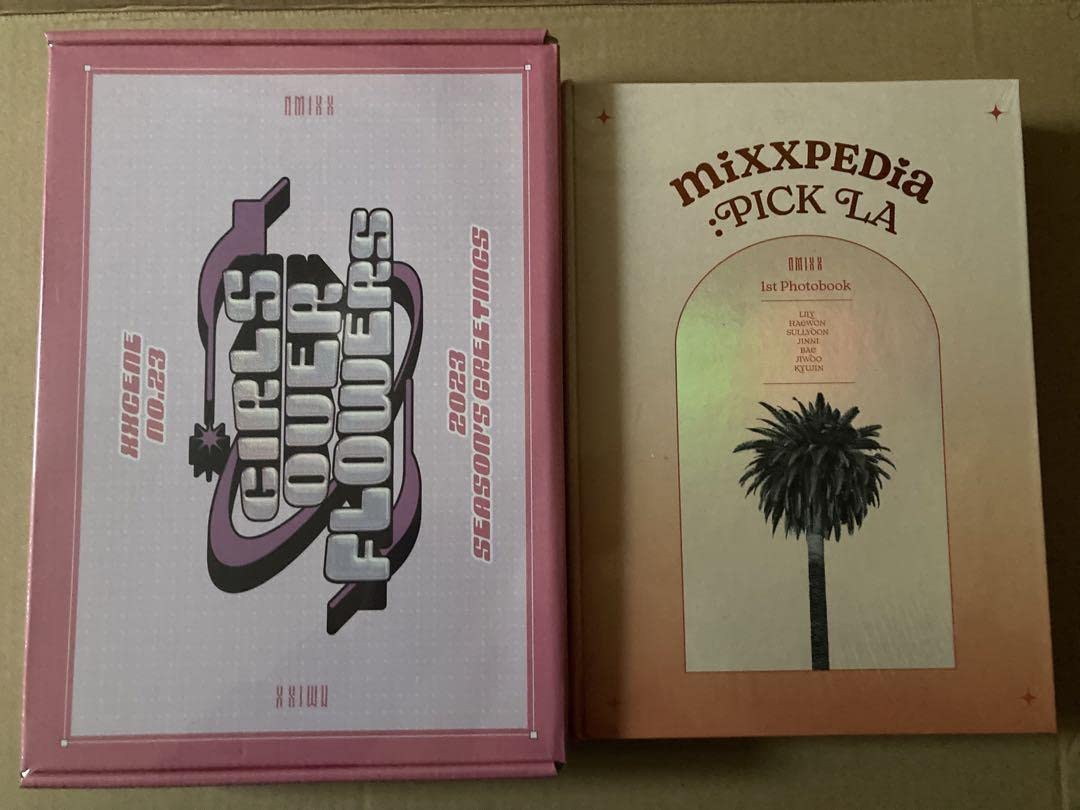 NMIXX
XXCENE
NO.23
GIRLS
OVER
FLOWERS
2023
SEASON'S GREETINGS
NMIXX
miXXPEDia
:PICK LA
NMIXX
1st Photobook
LILY
HAEWON
SULLYOON
JINNI
BAE
JIWOO
KYUJIN